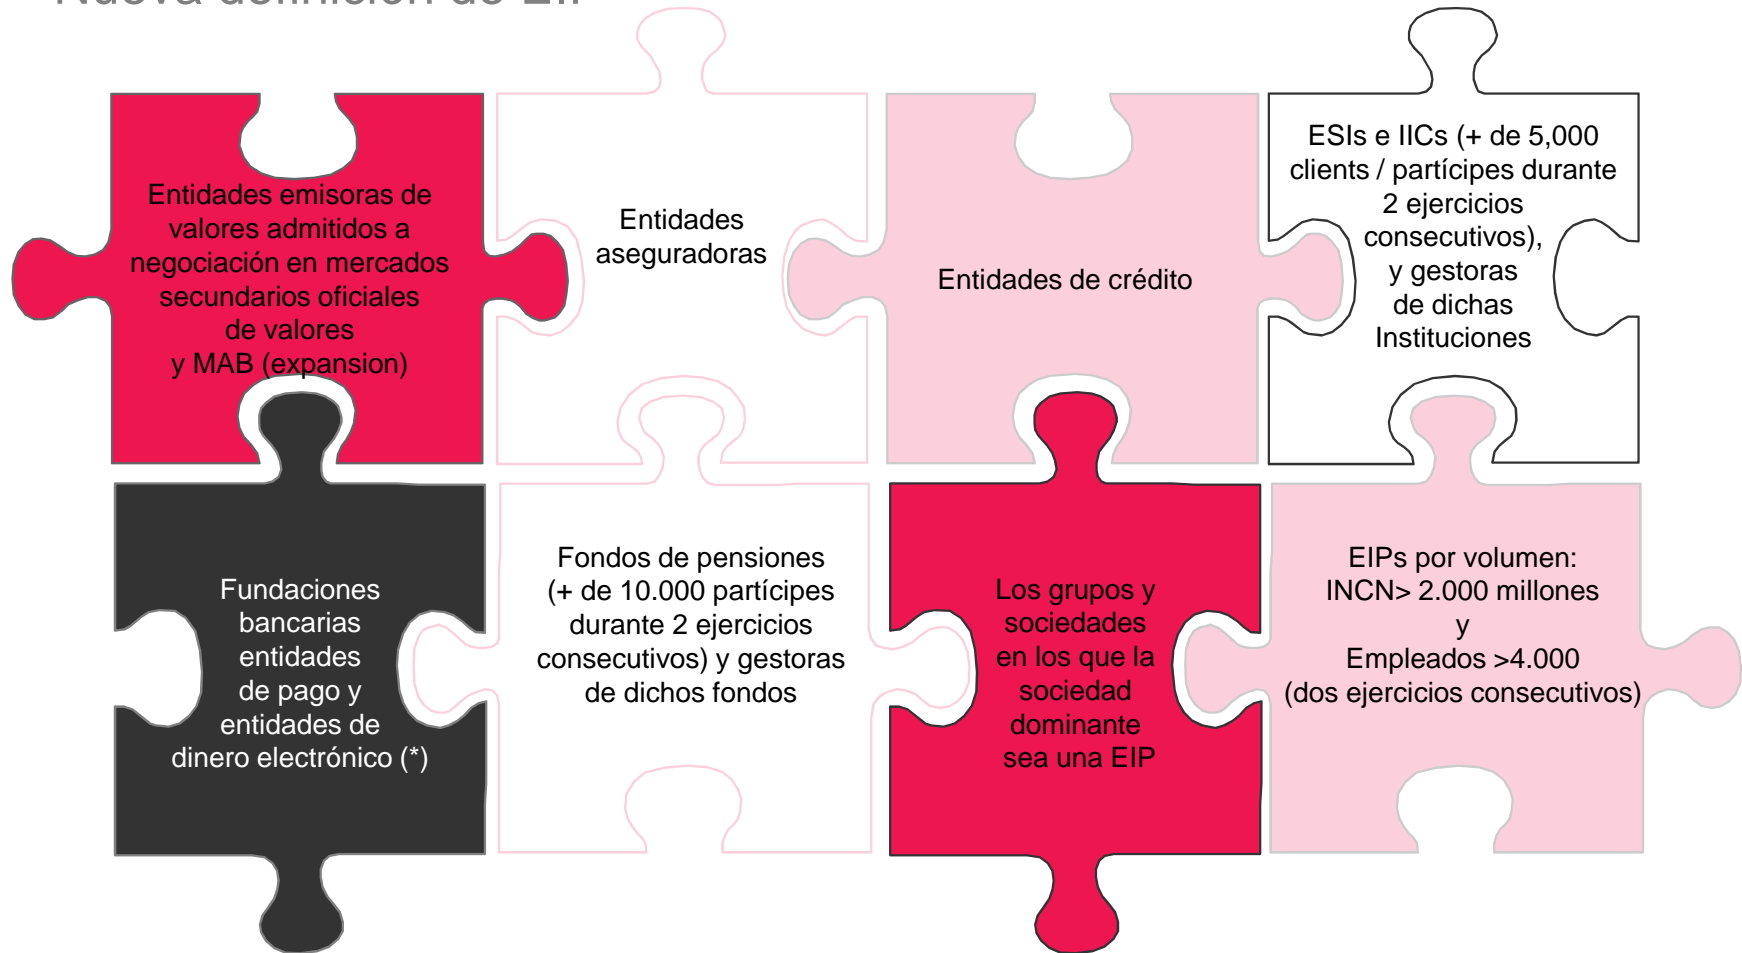 Nueva definición de EIP
Entidades emisoras de
valores admitidos a
negociación en mercados
secundarios oficiales
de valores
y MAB (expansion)
Entidades
aseguradoras
Entidades de crédito
ESIs e IICs (+ de 5,000
clients / partícipes durante
2 ejercicios
consecutivos),
y gestoras
de dichas
Instituciones
Fundaciones
bancarias
entidades
de pago y
entidades de
dinero electrónico (*)
Fondos de pensiones
(+ de 10.000 partícipes
durante 2 ejercicios
consecutivos) y gestoras
de dichos fondos
Los grupos y
sociedades
en los que la
sociedad
dominante
sea una EIP
EIPs por volumen:
INCN> 2.000 millones
y
Empleados >4.000
(dos ejercicios consecutivos)